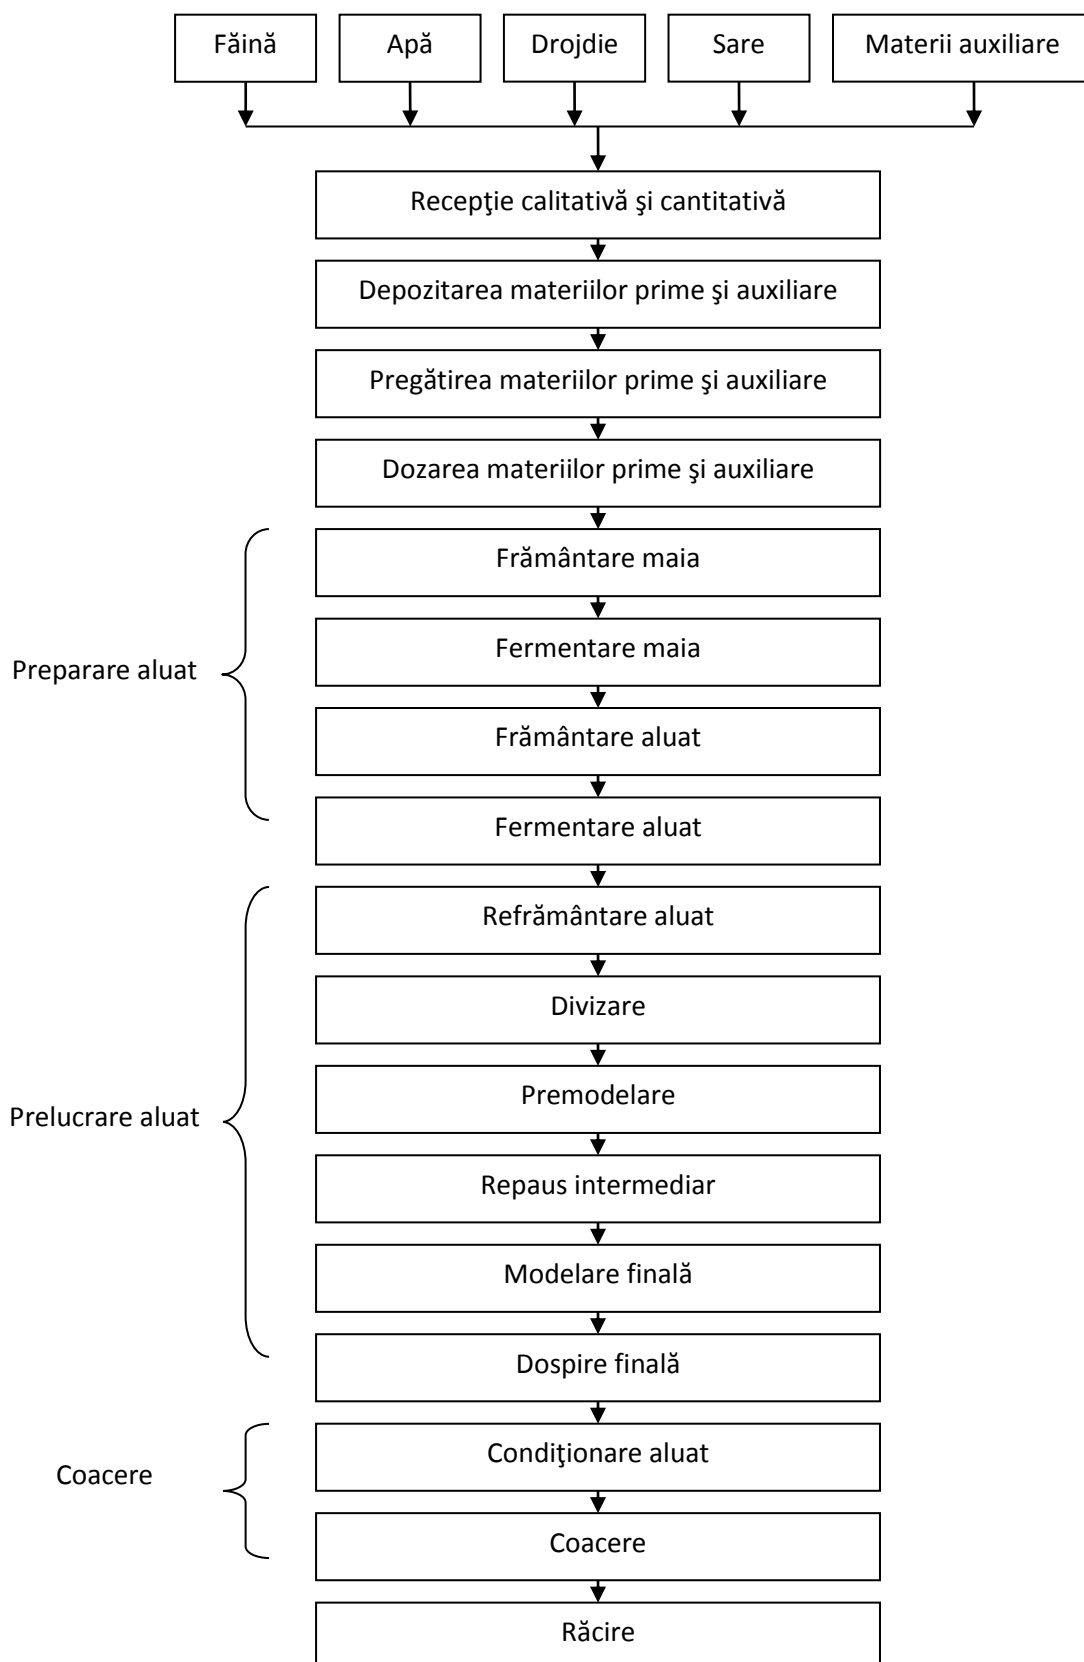 Făină
Apă
Drojdie
Sare
Materii auxiliare
Recepţie calitativă şi cantitativă
Depozitarea materiilor prime şi auxiliare
Pregătirea materiilor prime şi auxiliare
Dozarea materiilor prime şi auxiliare
Frământare maia
Fermentare maia
Preparare aluat
Frământare aluat
Fermentare aluat
Refrământare aluat
Divizare
Premodelare
Prelucrare aluat
Repaus intermediar
Modelare finală
Dospire finală
Condiţionare aluat
Coacere
Coacere
Răcire